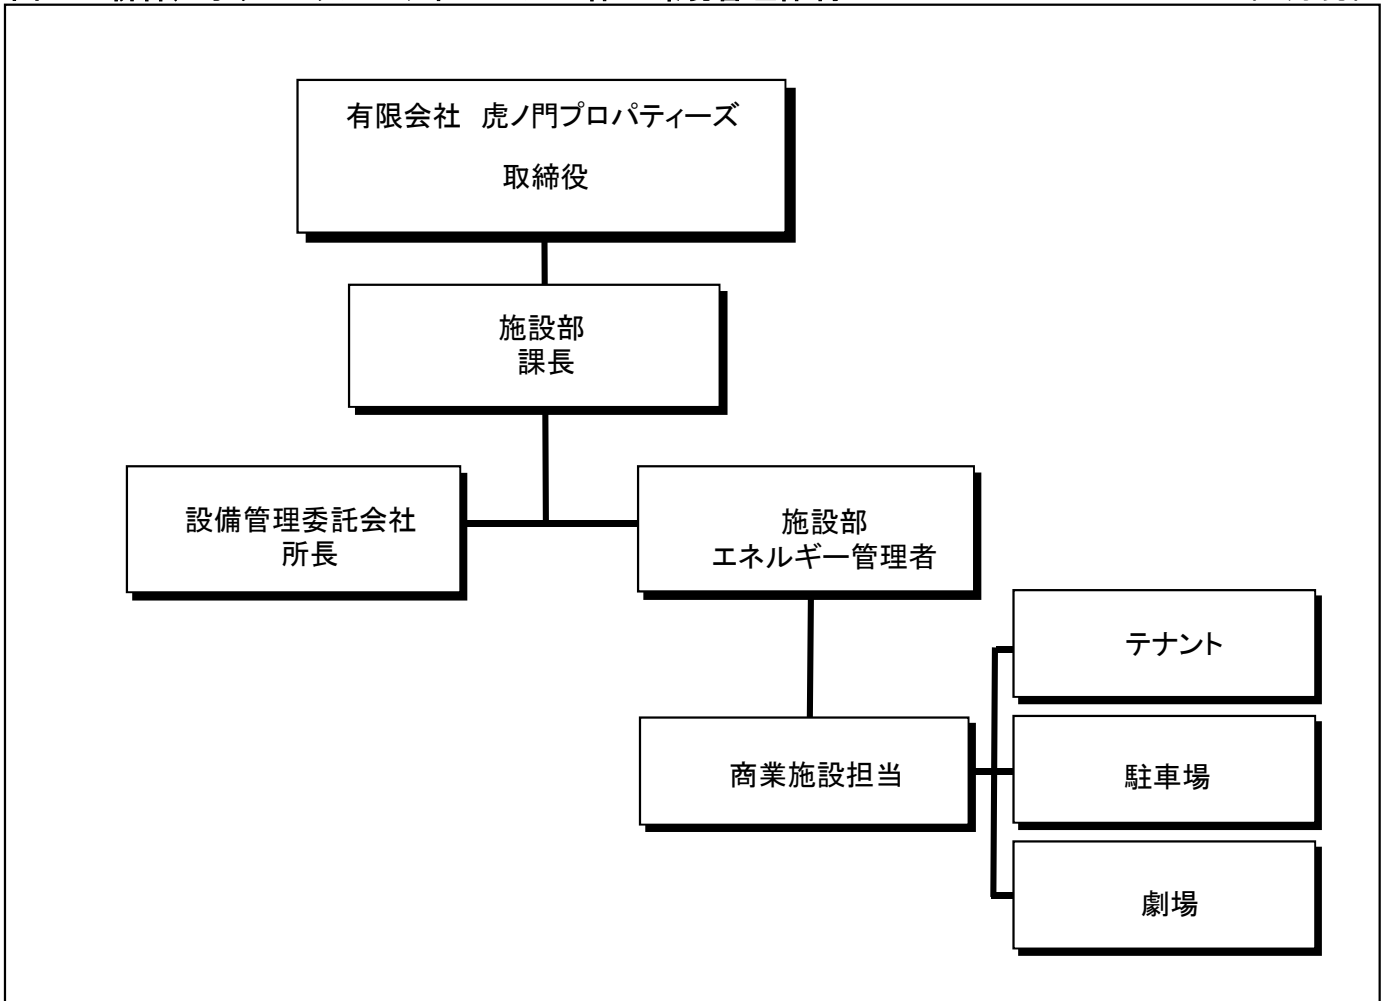 有限会社　虎ノ門プロパティーズ
取締役
施設部
課長
設備管理委託会社
所長
施設部
エネルギー管理者
テナント
商業施設担当
駐車場
劇場